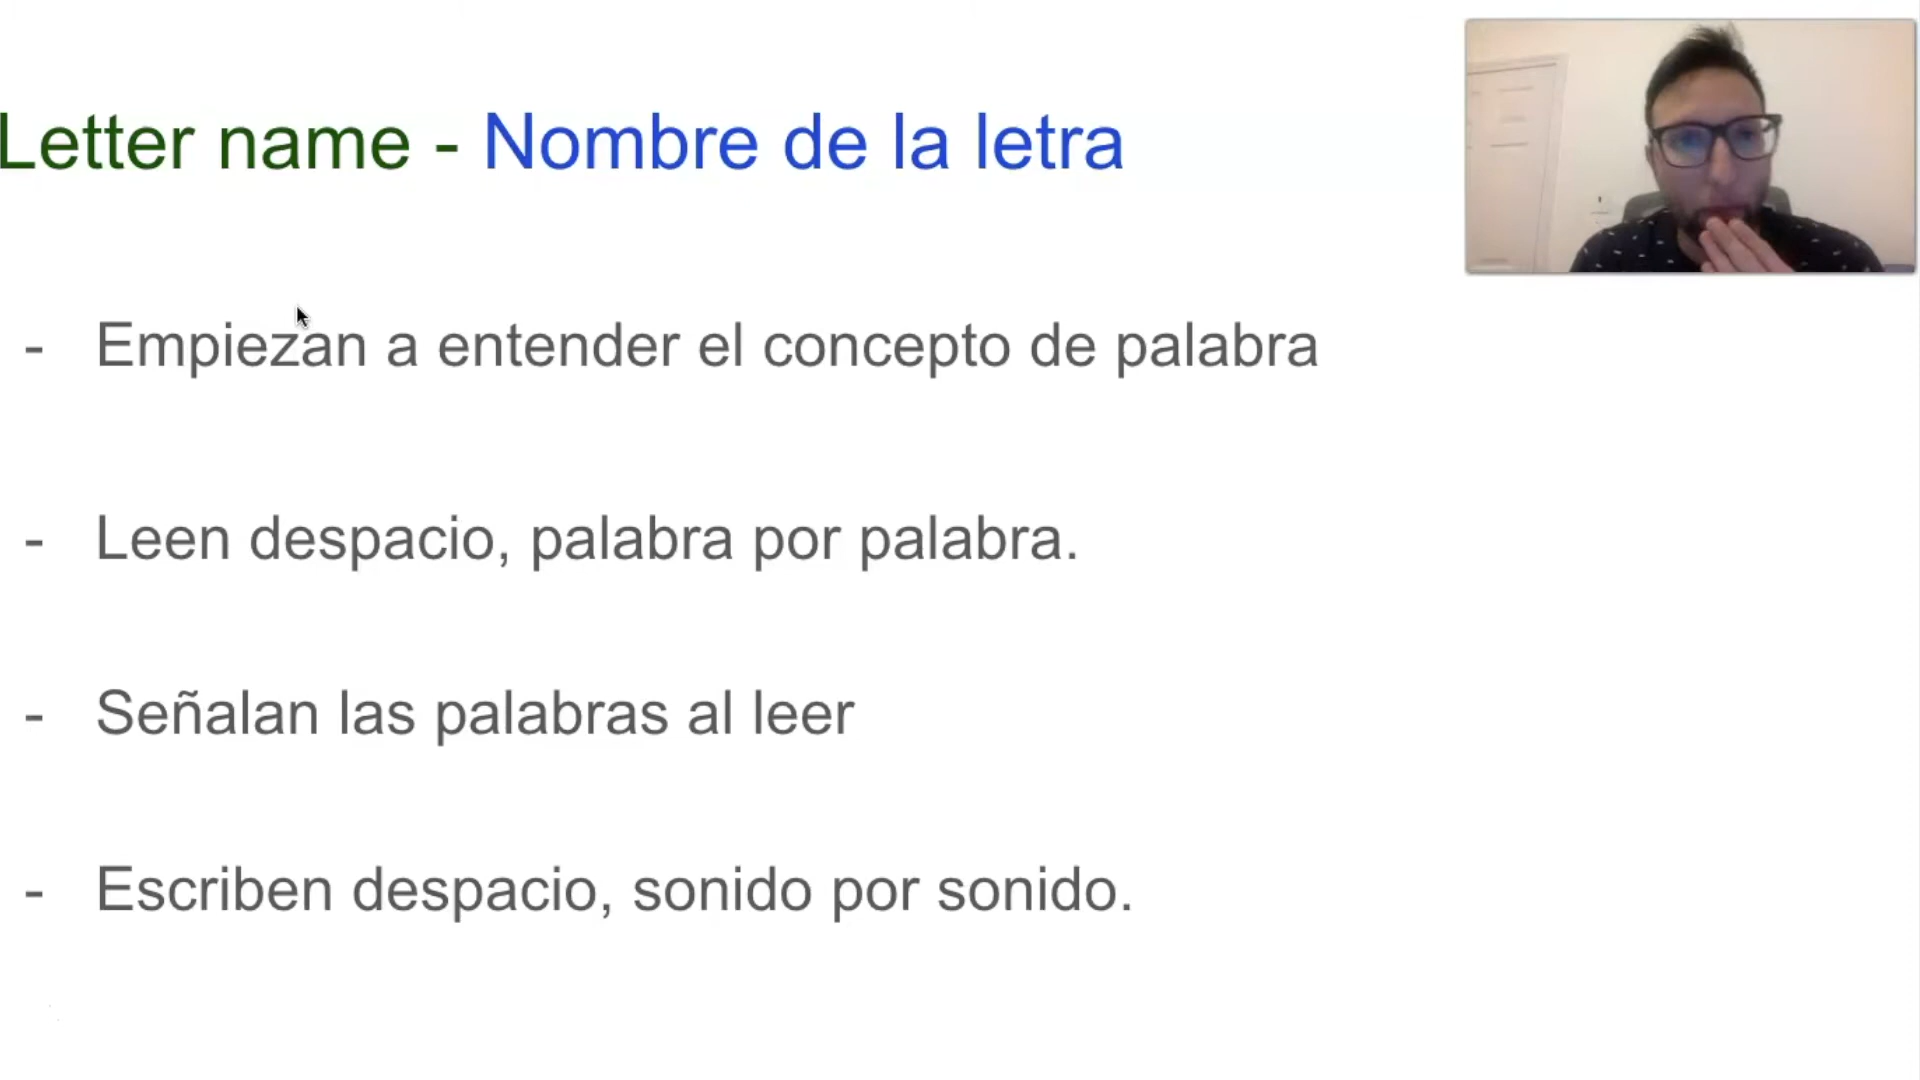 Letter name - Nombre de la letra
- Empiezan a entender el concepto de palabra
- Leen despacio, palabra por palabra.
- Señalan las palabras al leer
- Escriben despacio, sonido por sonido.